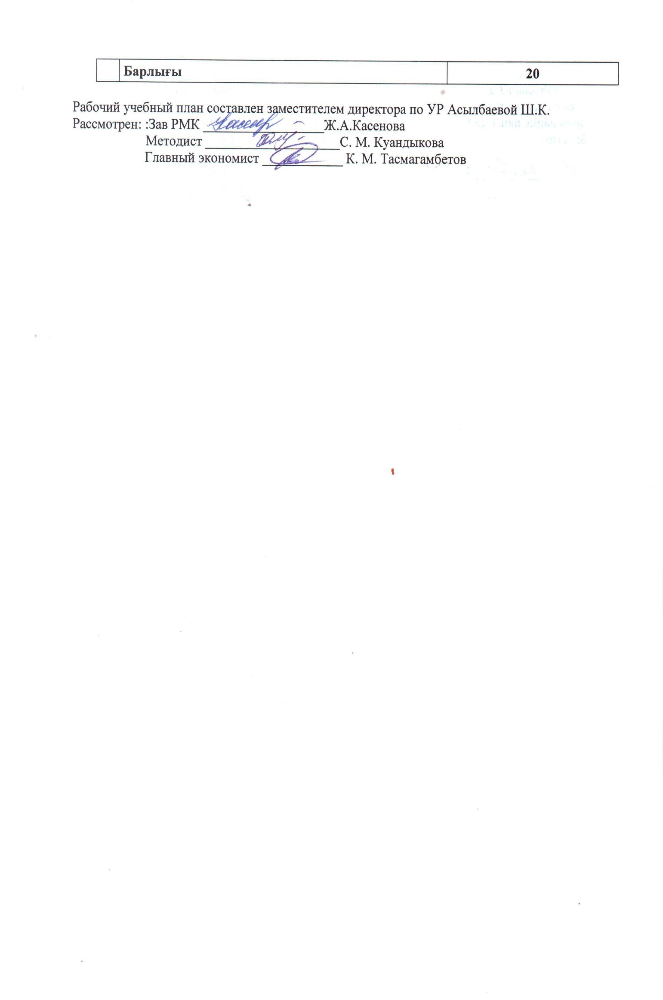 Барлығы 20
Рабочий учебный план составлен заместителем директора по УР Асылбаевой Ш.К.
Рассмотрен: :Зав РМК ____________________Ж.А.Касенова
Методист ______________________С. М. Куандыкова
Главный экономист _____________ К. М. Тасмагамбетов